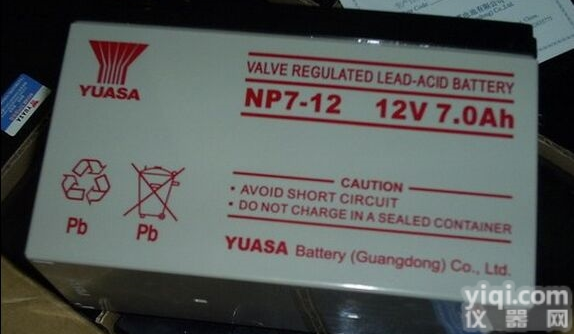 YUASA
VALVE REGULATED LEAD-ACID BATTERY
NP7-12 12V 7.0Ah
CAUTION
• AVOID SHORT CIRCUIT
• DO NOT CHARGE IN A SEALED CONTAINER
Pb Pb
YUASA Battery (Guangdong) Co., Ltd.
yiqi.com
仪器网